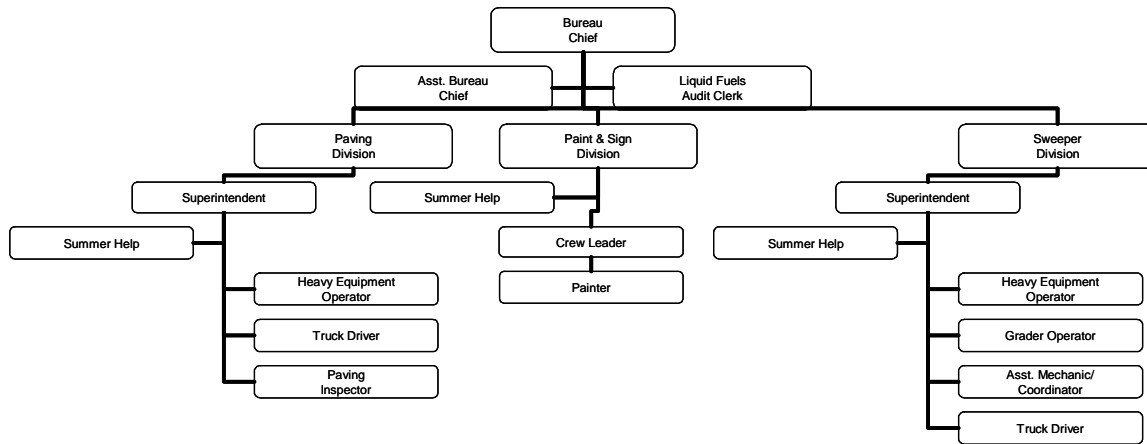 Bureau
Chief
Asst. Bureau
Chief
Liquid Fuels
Audit Clerk
Paving
Division
Paint & Sign
Division
Sweeper
Division
Superintendent
Summer Help
Superintendent
Summer Help
Crew Leader
Summer Help
Painter
Heavy Equipment
Operator
Heavy Equipment
Operator
Truck Driver
Grader Operator
Paving
Inspector
Asst. Mechanic/
Coordinator
Truck Driver